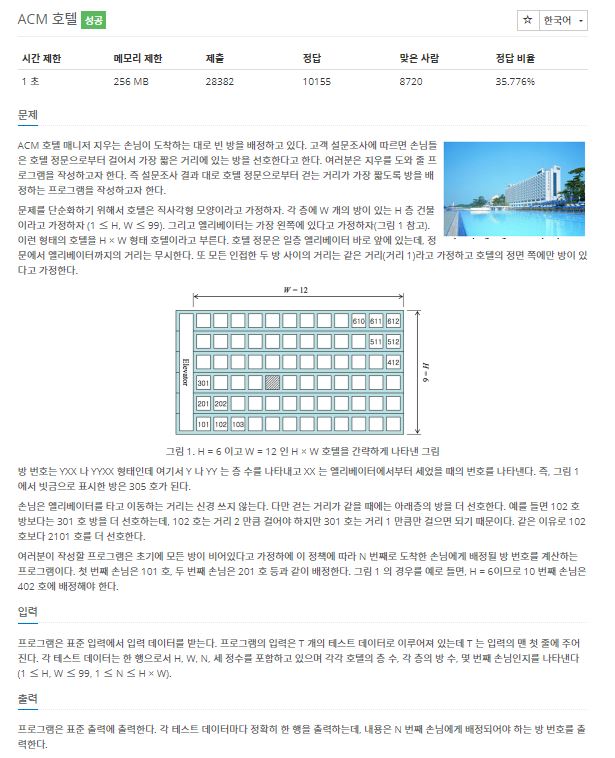 ACM 호텔 성공
☆ 한국어
시간 제한 메모리 제한 제출 정답 맞은 사람 정답 비율
1 초 256 MB 28382 10155 8720 35.776%
문제
ACM 호텔 매니저 지우는 손님이 도착하는 대로 빈 방을 배정하고 있다. 고객 설문조사에 따르면 손님들
은 호텔 정문으로부터 걸어서 가장 짧은 거리에 있는 방을 선호한다고 한다. 여러분은 지우를 도와 줄 프
로그램을 작성하고자 한다. 즉 설문조사 결과 대로 호텔 정문으로부터 걷는 거리가 가장 짧도록 방을 배
정하는 프로그램을 작성하고자 한다.
문제를 단순화하기 위해서 호텔은 직사각형 모양이라고 가정하자. 각 층에 W 개의 방이 있는 H 층 건물
이라고 가정하자 (1 ≤ H, W ≤ 99). 그리고 엘리베이터는 가장 왼쪽에 있다고 가정하자(그림 1 참고).
이런 형태의 호텔을 H × W 형태 호텔이라고 부른다. 호텔 정문은 일층 엘리베이터 바로 앞에 있는데, 정
문에서 엘리베이터까지의 거리는 무시한다. 또 모든 인접한 두 방 사이의 거리는 같은 거리(거리 1)라고 가정하고 호텔의 정면 쪽에만 방이 있
다고 가정한다.
W = 12
610 611 612
511 512
412
301
201 202
101 102 103
Elevator
H = 6
그림 1. H = 6 이고 W = 12 인 H × W 호텔을 간략하게 나타낸 그림
방 번호는 YXX 나 YYXX 형태인데 여기서 Y 나 YY 는 층 수를 나타내고 XX 는 엘리베이터에서부터 세었을 때의 번호를 나타낸다. 즉, 그림 1
에서 빗금으로 표시한 방은 305 호가 된다.
손님은 엘리베이터를 타고 이동하는 거리는 신경 쓰지 않는다. 다만 걷는 거리가 같을 때에는 아래층의 방을 더 선호한다. 예를 들면 102 호
방보다는 301 호 방을 더 선호하는데, 102 호는 거리 2 만큼 걸어야 하지만 301 호는 거리 1 만큼만 걸으면 되기 때문이다. 같은 이유로 102
호보다 2101 호를 더 선호한다.
여러분이 작성할 프로그램은 초기에 모든 방이 비어있다고 가정하에 이 정책에 따라 N 번째로 도착한 손님에게 배정될 방 번호를 계산하는
프로그램이다. 첫 번째 손님은 101 호, 두 번째 손님은 201 호 등과 같이 배정한다. 그림 1 의 경우를 예로 들면, H = 6이므로 10 번째 손님은
402 호에 배정해야 한다.
입력
프로그램은 표준 입력에서 입력 데이터를 받는다. 프로그램의 입력은 T 개의 테스트 데이터로 이루어져 있는데 T 는 입력의 맨 첫 줄에 주어
진다. 각 테스트 데이터는 한 행으로서 H, W, N, 세 정수를 포함하고 있으며 각각 호텔의 층 수, 각 층의 방 수, 몇 번째 손님인지를 나타낸다
(1 ≤ H, W ≤ 99, 1 ≤ N ≤ H × W).
출력
프로그램은 표준 출력에 출력한다. 각 테스트 데이터마다 정확히 한 행을 출력하는데, 내용은 N 번째 손님에게 배정되어야 하는 방 번호를 출
력한다.